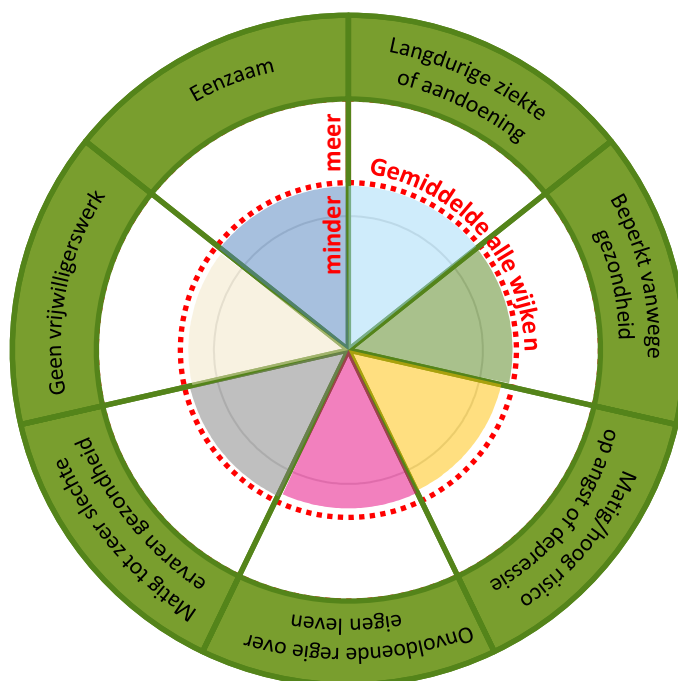 Langdurige ziekte
of aandoening
Beperkt vanwege
gezondheid
Matig/hoog risico
op angst of depressie
Onvoldoende regie over
eigen leven
Matig tot zeer slechte
ervaren gezondheid
Geen vrijwilligerswerk
Eenzaam
meer
minder
Gemiddelde alle wijken